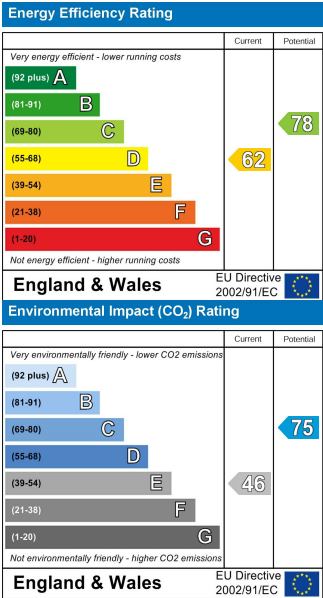 Energy Efficiency Rating
Current Potential
Very energy efficient - lower running costs
(92 plus) A
(81-91) B
(69-80) C
(55-68) D
(39-54) E
(21-38) F
(1-20) G
62
78
Not energy efficient - higher running costs
England & Wales
EU Directive
2002/91/EC
Environmental Impact (CO₂) Rating
Current Potential
Very environmentally friendly - lower CO2 emissions
(92 plus) A
(81-91) B
(69-80) C
(55-68) D
(39-54) E
(21-38) F
(1-20) G
46
75
Not environmentally friendly - higher CO2 emissions
England & Wales
EU Directive
2002/91/EC